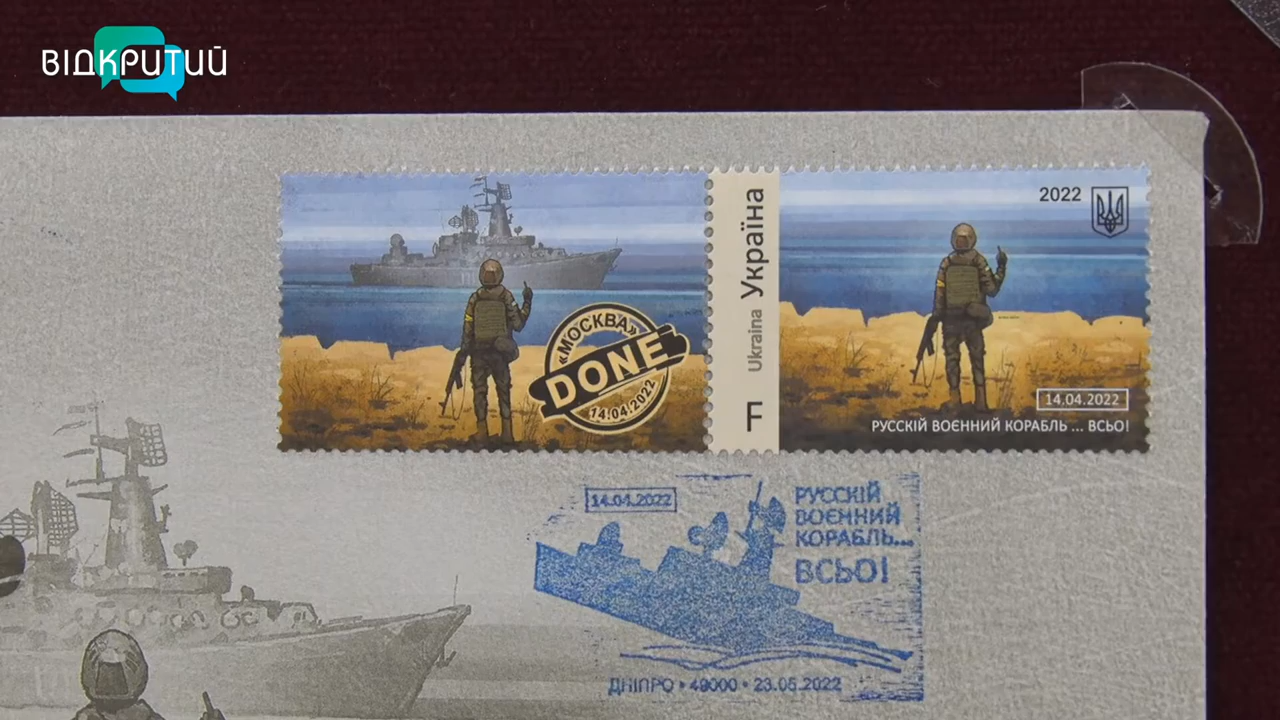 ВІДКРИТИЙ
«МОСКВА»
DONE
14.04.2022
Ukraina Україна
F
2022
14.04.2022
РУССКІЙ ВОЄННИЙ КОРАБЛЬ ... ВСЬО!
14.04.2022
РУССКІЙ
ВОЄННИЙ
КОРАБЛЬ...
ВСЬО!
ДНІПРО • 49000 • 23.05.2022